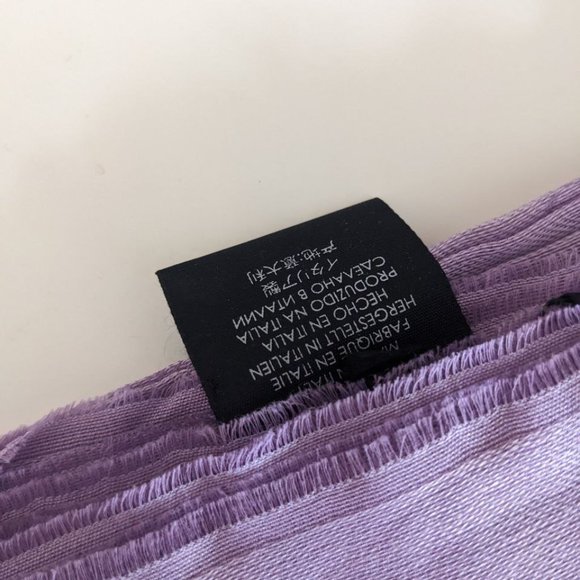 FABRIQUE EN ITALIE
HERGESTELLT IN ITALIEN
HECHO EN ITALIA
PRODUZIDO NA ITALIA
СДЕЛАНО В ИТАЛИИ
イタリア製
产地:意大利